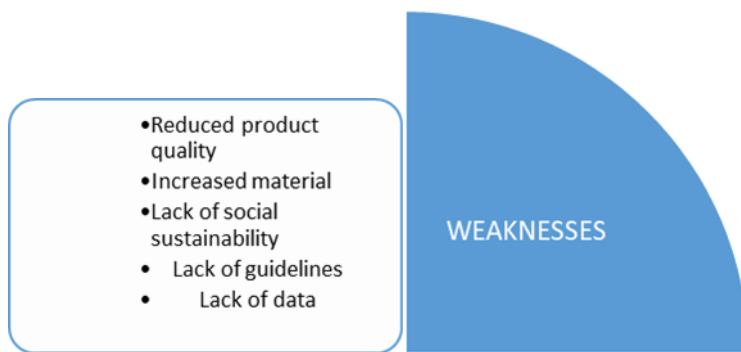 •Reduced product
quality
•Increased material
•Lack of social
sustainability
• Lack of guidelines
• Lack of data
WEAKNESSES